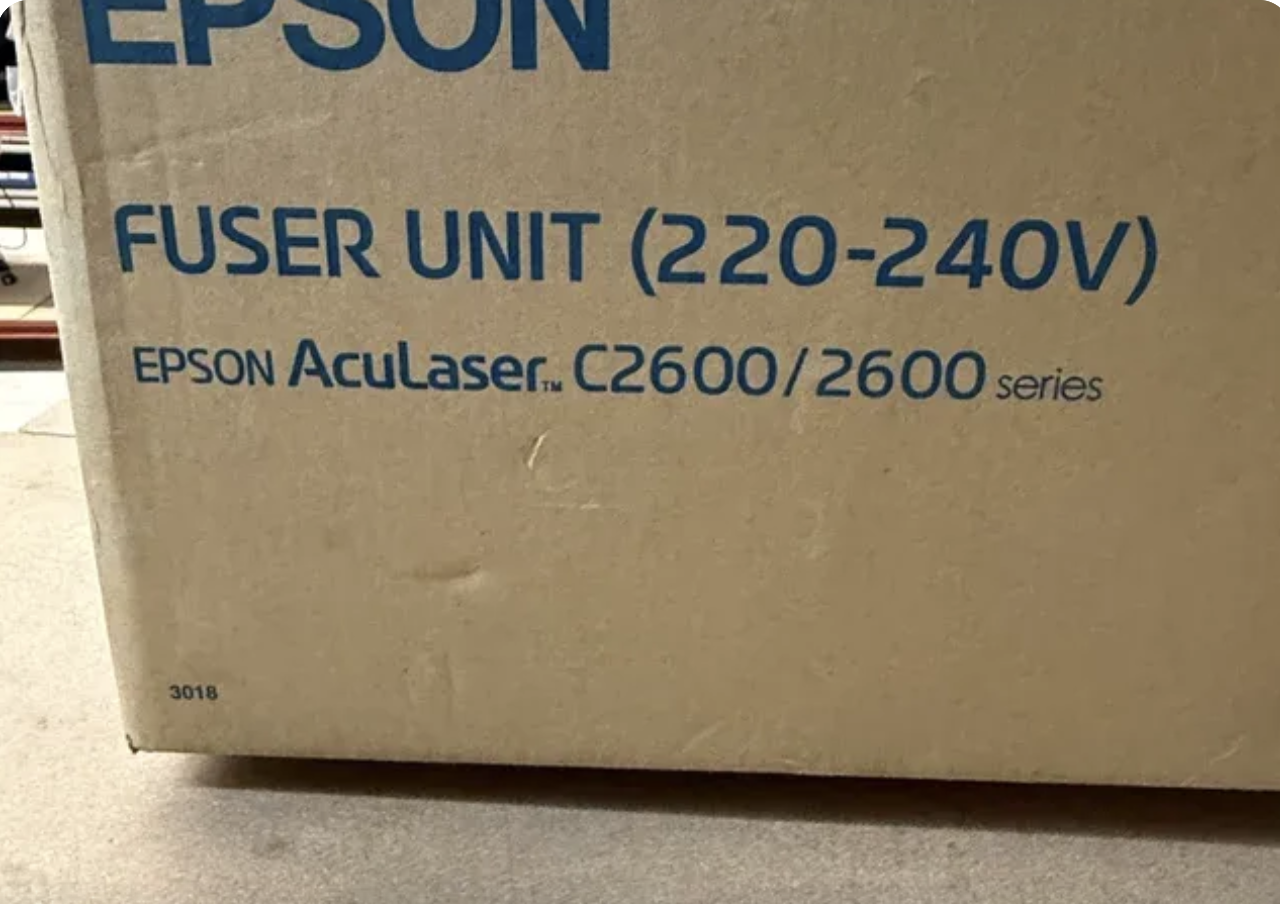 EPSON
FUSER UNIT (220-240V)
EPSON AcuLaser™ C2600/2600 series
3018